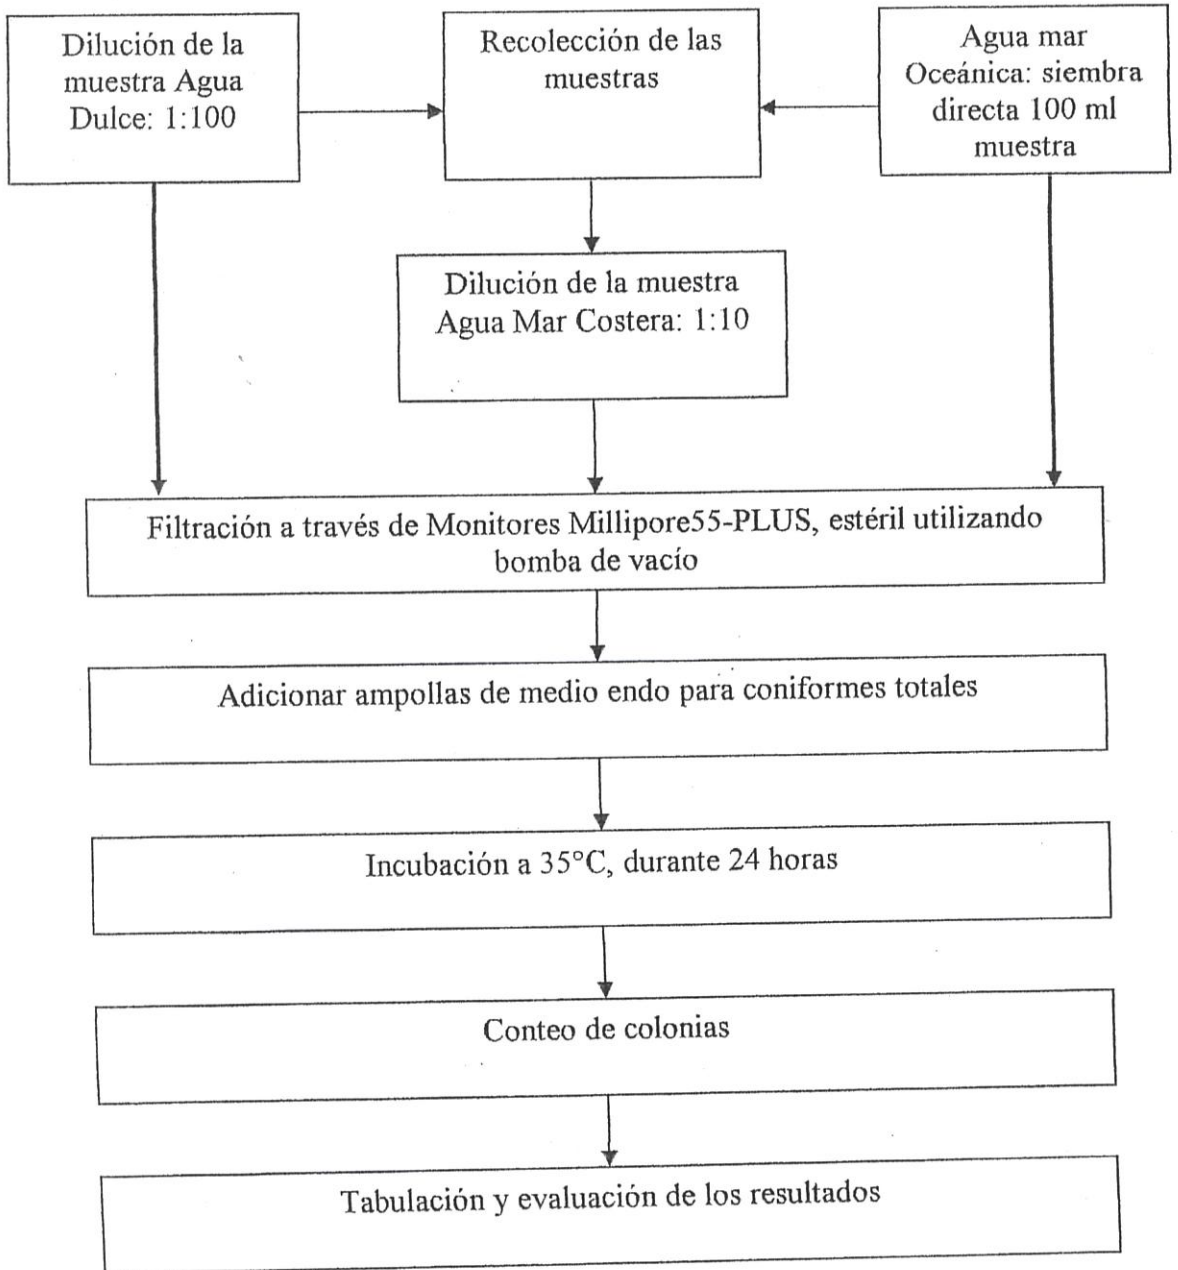 Dilución de la
muestra Agua
Dulce: 1:100
Recolección de las
muestras
Agua mar
Oceánica: siembra
directa 100 ml
muestra
Dilución de la muestra
Agua Mar Costera: 1:10
Filtración a través de Monitores Millipore55-PLUS, estéril utilizando
bomba de vacío
Adicionar ampollas de medio endo para coniformes totales
Incubación a 35°C, durante 24 horas
Conteo de colonias
Tabulación y evaluación de los resultados